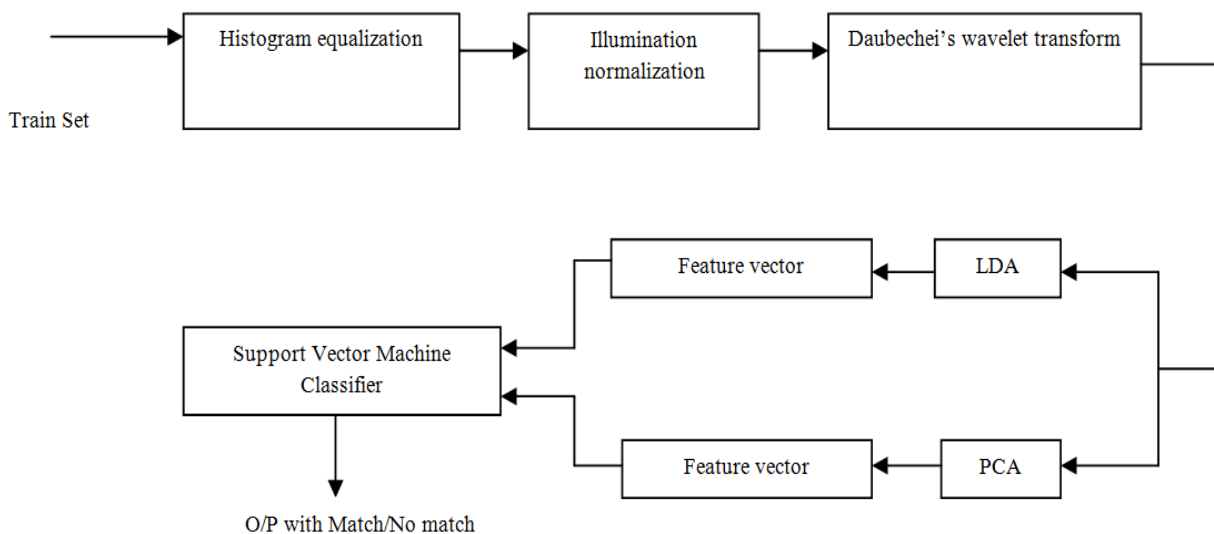 Train Set
Histogram equalization
Illumination
normalization
Daubechei’s wavelet transform
LDA
Feature vector
PCA
Feature vector
Support Vector Machine
Classifier
O/P with Match/No match